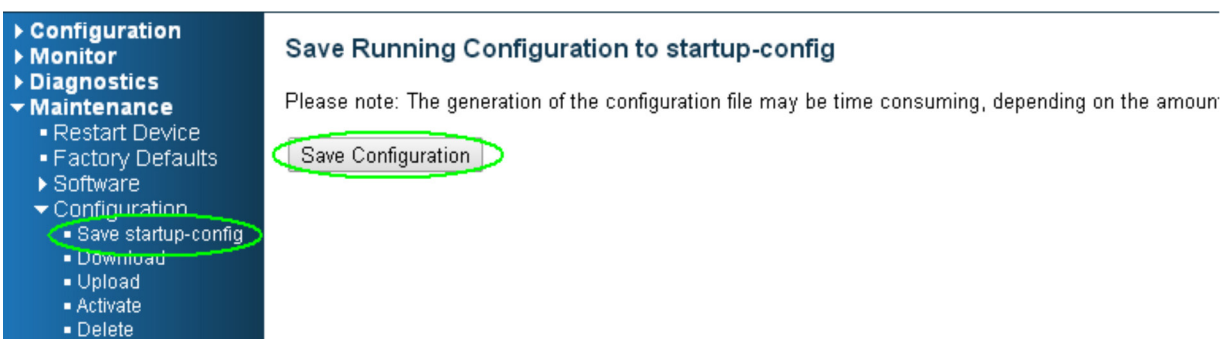 Configuration
Monitor
Diagnostics
Maintenance
Restart Device
Factory Defaults
Software
Configuration
Save startup-config
Download
Upload
Activate
Delete
Save Running Configuration to startup-config
Please note: The generation of the configuration file may be time consuming, depending on the amoun
Save Configuration